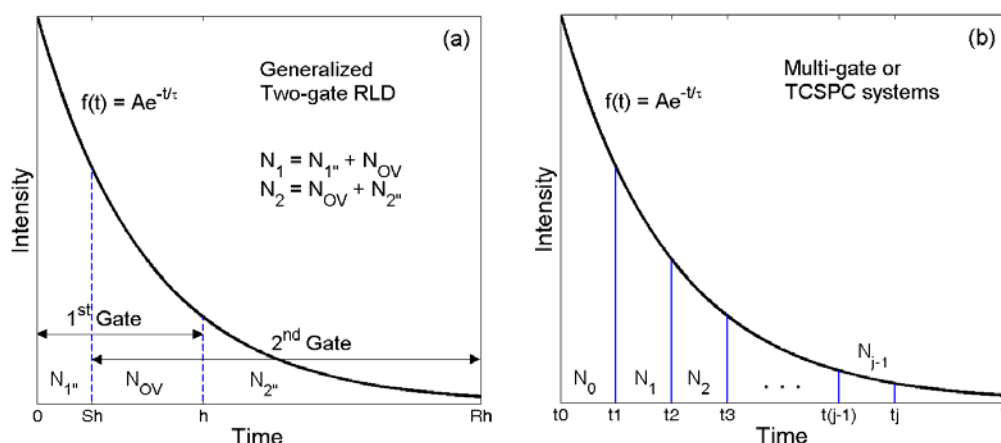 (a)
Generalized
Two-gate RLD
f(t) = Ae^-t/τ
N1 = N1" + NOV
N2 = NOV + N2"
Intensity
1st Gate
2nd Gate
N1" NOV N2"
0 Sh h Rh
Time
(b)
Multi-gate or
TCSPC systems
f(t) = Ae^-t/τ
Intensity
Nj-1
N0 N1 N2 . . .
t0 t1 t2 t3 t(j-1) tj
Time